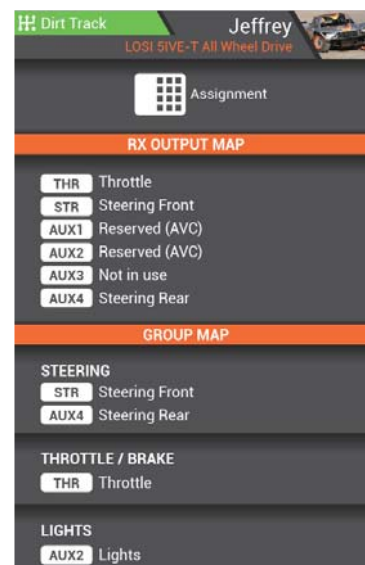 Dirt Track
Jeffrey
LOSI 5IVE-T All Wheel Drive
Assignment
RX OUTPUT MAP
THR Throttle
STR Steering Front
AUX1 Reserved (AVC)
AUX2 Reserved (AVC)
AUX3 Not in use
AUX4 Steering Rear
GROUP MAP
STEERING
STR Steering Front
AUX4 Steering Rear
THROTTLE / BRAKE
THR Throttle
LIGHTS
AUX2 Lights